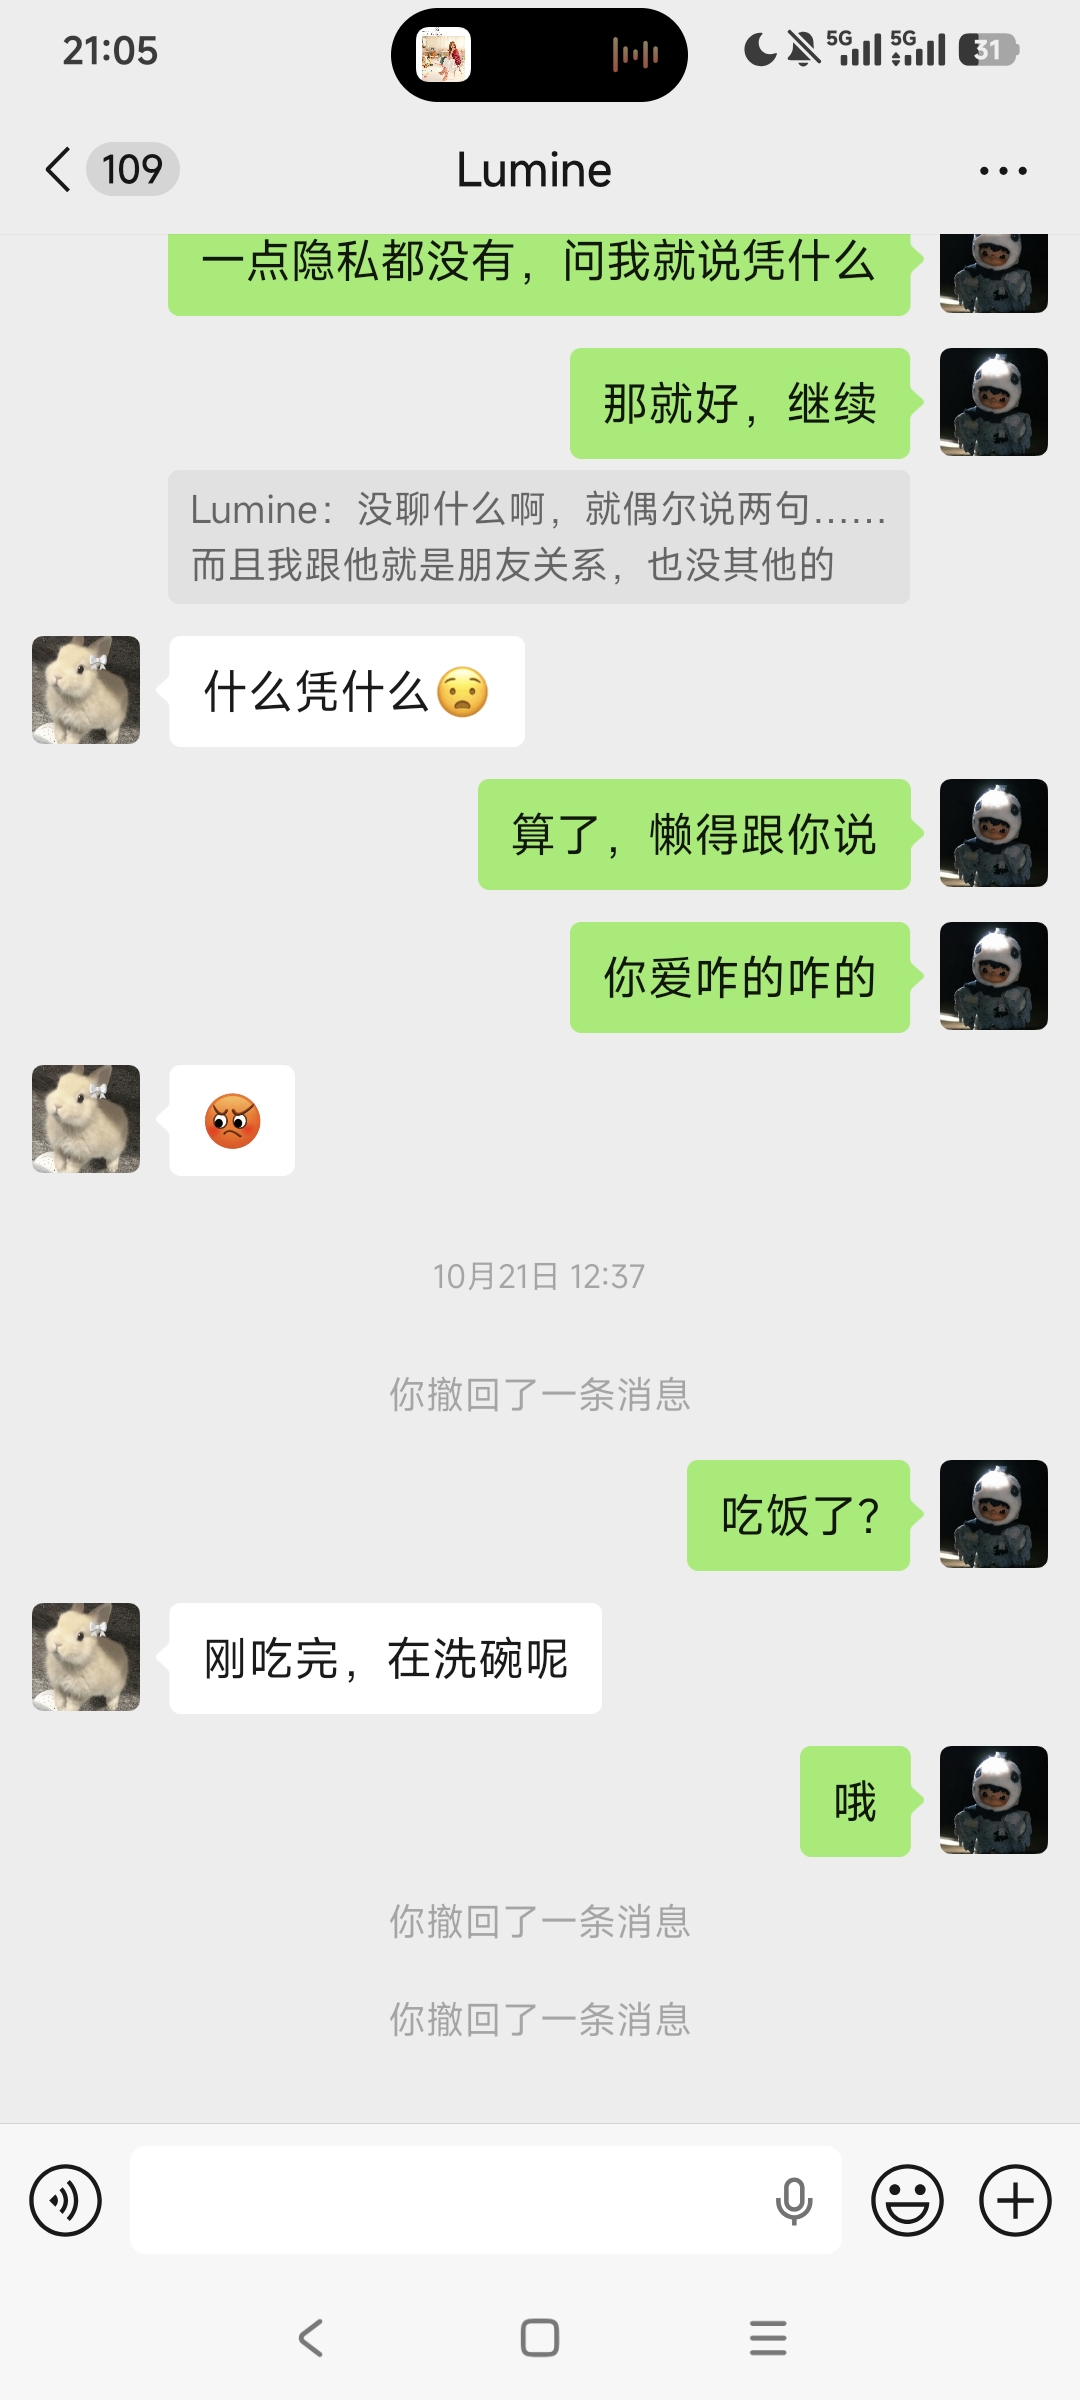 21:05
5G
5G
31
109
Lumine
一点隐私都没有，问我就说凭什么
那就好，继续
Lumine：没聊什么啊，就偶尔说两句……
而且我跟他就是朋友关系，也没其他的
什么凭什么😧
算了，懒得跟你说
你爱咋的咋的
10月21日 12:37
你撤回了一条消息
吃饭了？
刚吃完，在洗碗呢
哦
你撤回了一条消息
你撤回了一条消息